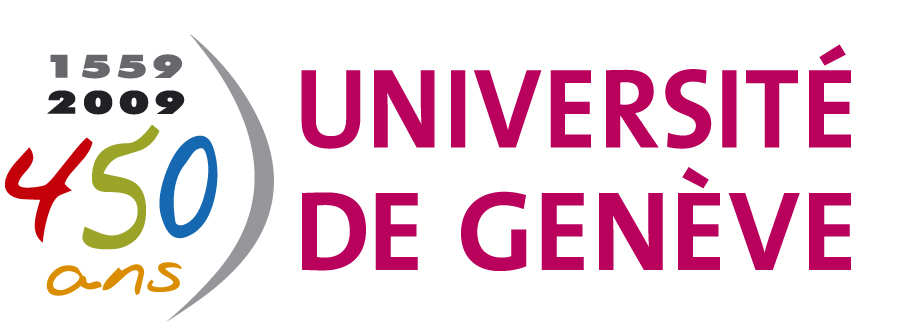 1559
2009
450
ans
UNIVERSITÉ
DE GENÈVE